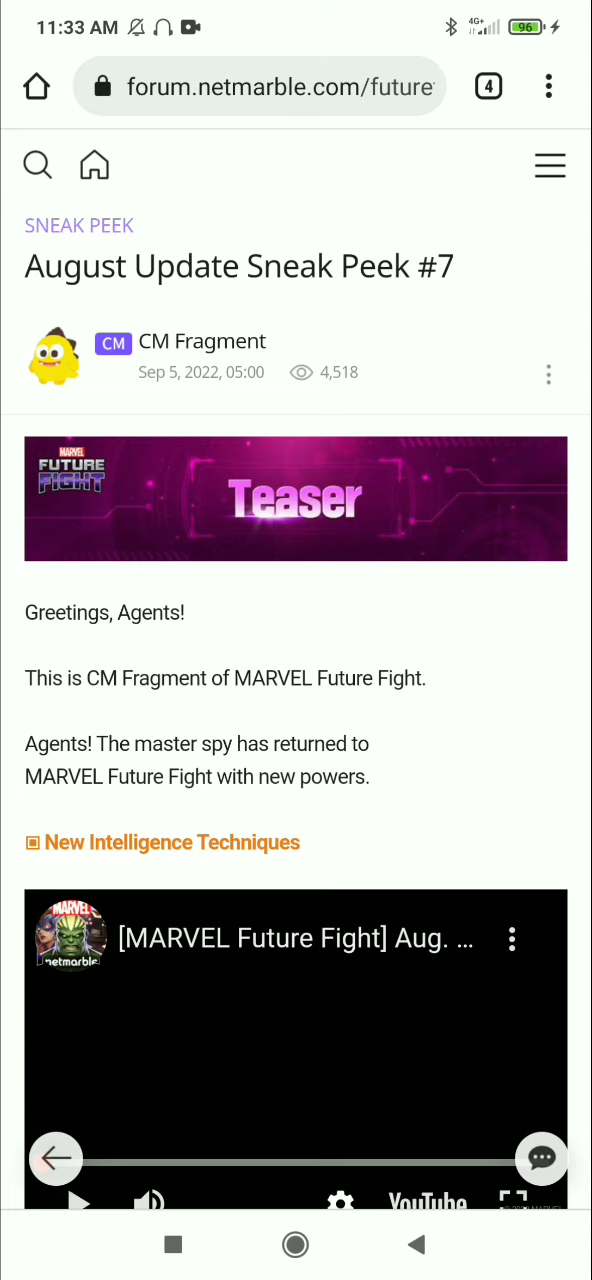 11:33 AM
4G+
96
forum.netmarble.com/future
4
SNEAK PEEK
August Update Sneak Peek #7
CM CM Fragment
Sep 5, 2022, 05:00 4,518
MARVEL
FUTURE
FIGHT
Teaser
Greetings, Agents!
This is CM Fragment of MARVEL Future Fight.
Agents! The master spy has returned to
MARVEL Future Fight with new powers.
▣ New Intelligence Techniques
MARVEL
netmarble
[MARVEL Future Fight] Aug. ...
YouTube